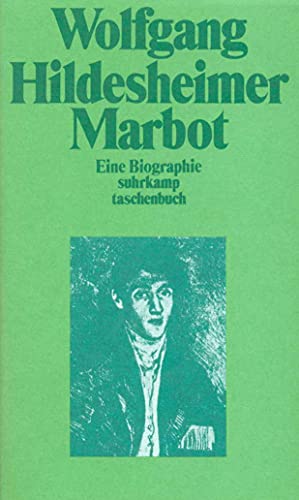 Wolfgang
Hildesheimer
Marbot
Eine Biographie
suhrkamp
taschenbuch